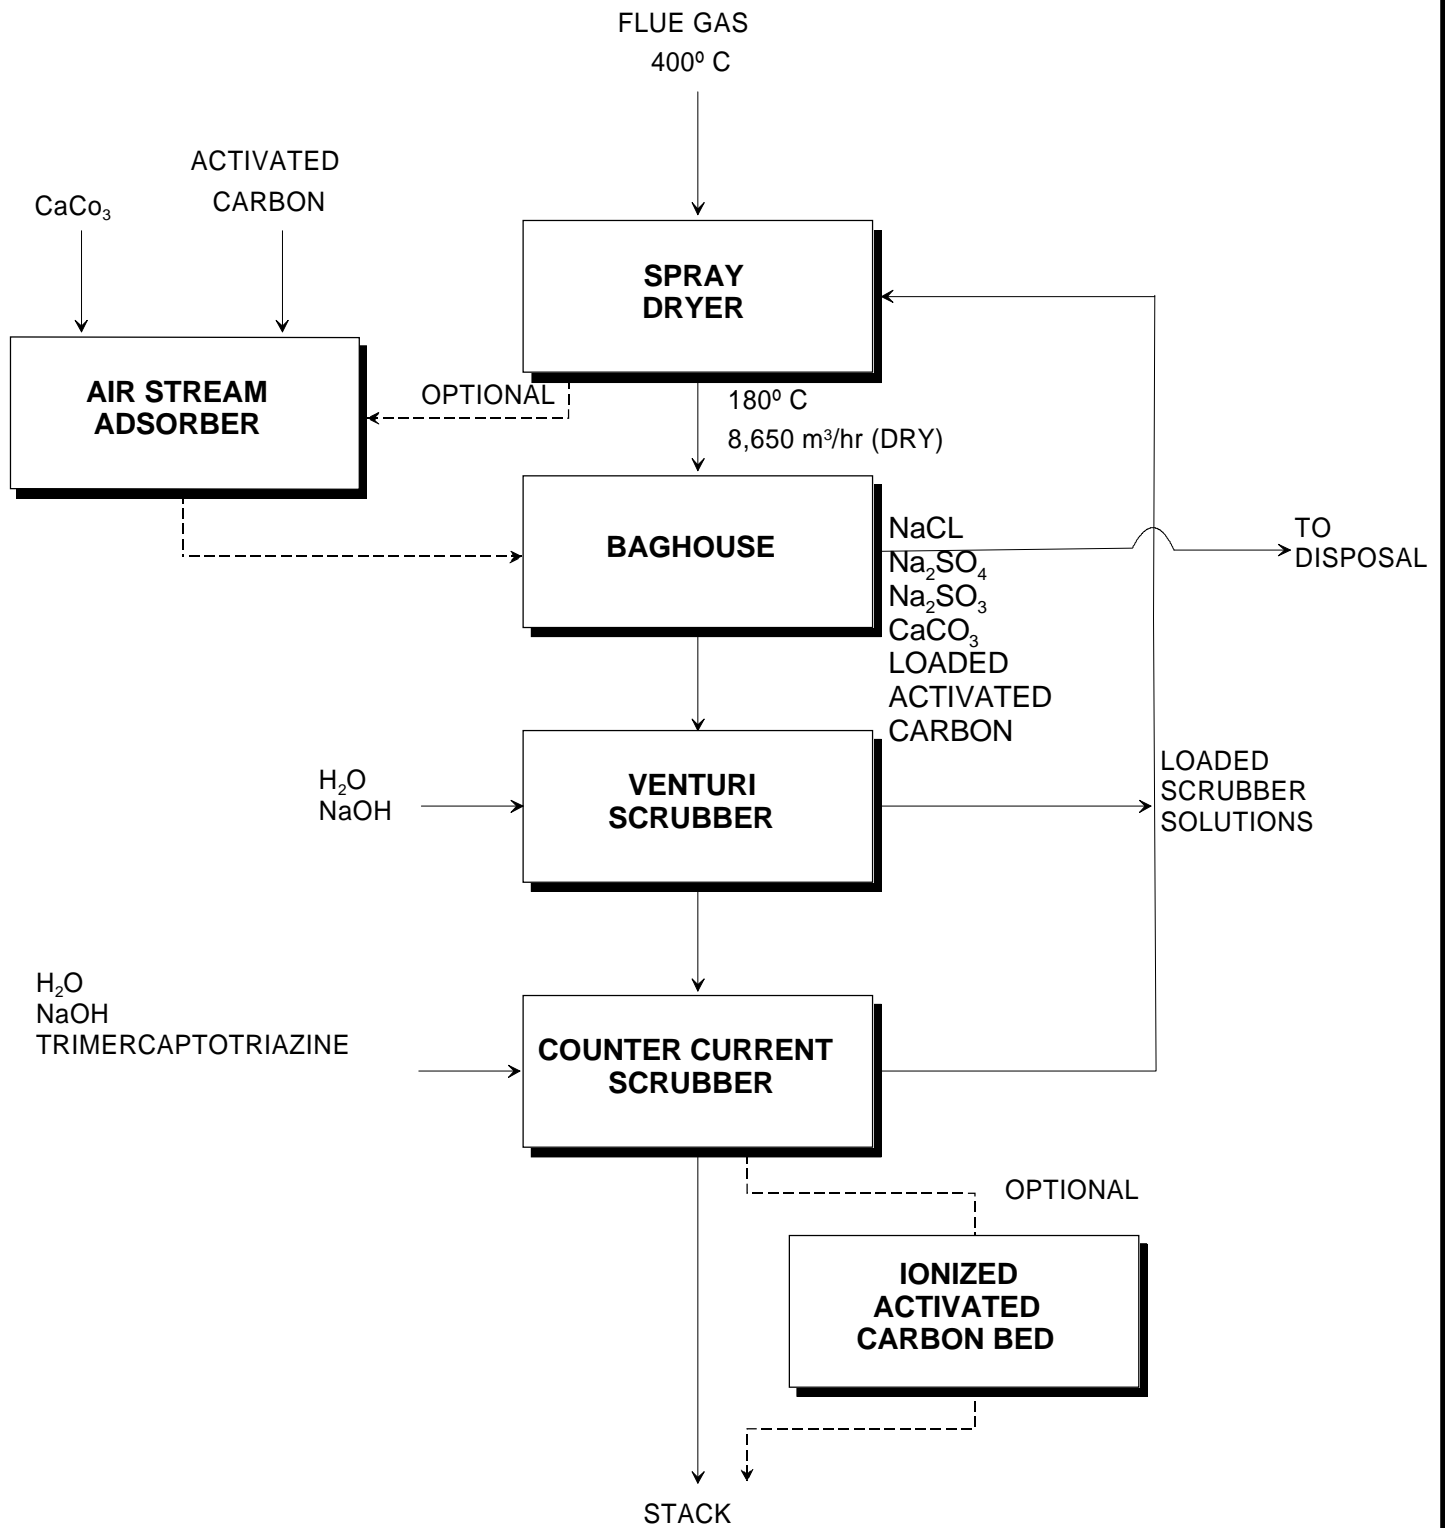 FLUE GAS
400º C
ACTIVATED
CARBON
CaCo₃
SPRAY
DRYER
AIR STREAM
ADSORBER
OPTIONAL
180º C
8,650 m³/hr (DRY)
BAGHOUSE
NaCL
Na₂SO₄
Na₂SO₃
CaCO₃
LOADED
ACTIVATED
CARBON
TO
DISPOSAL
H₂O
NaOH
VENTURI
SCRUBBER
LOADED
SCRUBBER
SOLUTIONS
H₂O
NaOH
TRIMERCAPTOTRIAZINE
COUNTER CURRENT
SCRUBBER
OPTIONAL
IONIZED
ACTIVATED
CARBON BED
STACK